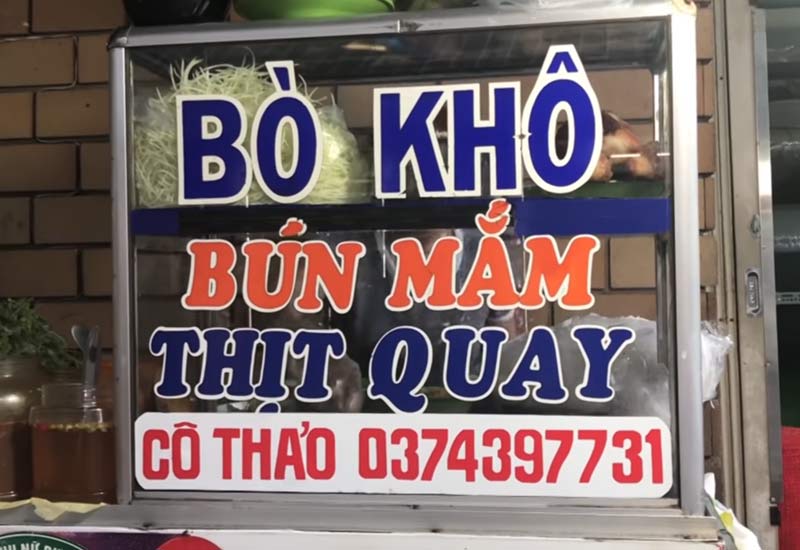 BÒ KHÔ
BÚN MẮM
THỊT QUAY
CÔ THẢO 0374397731